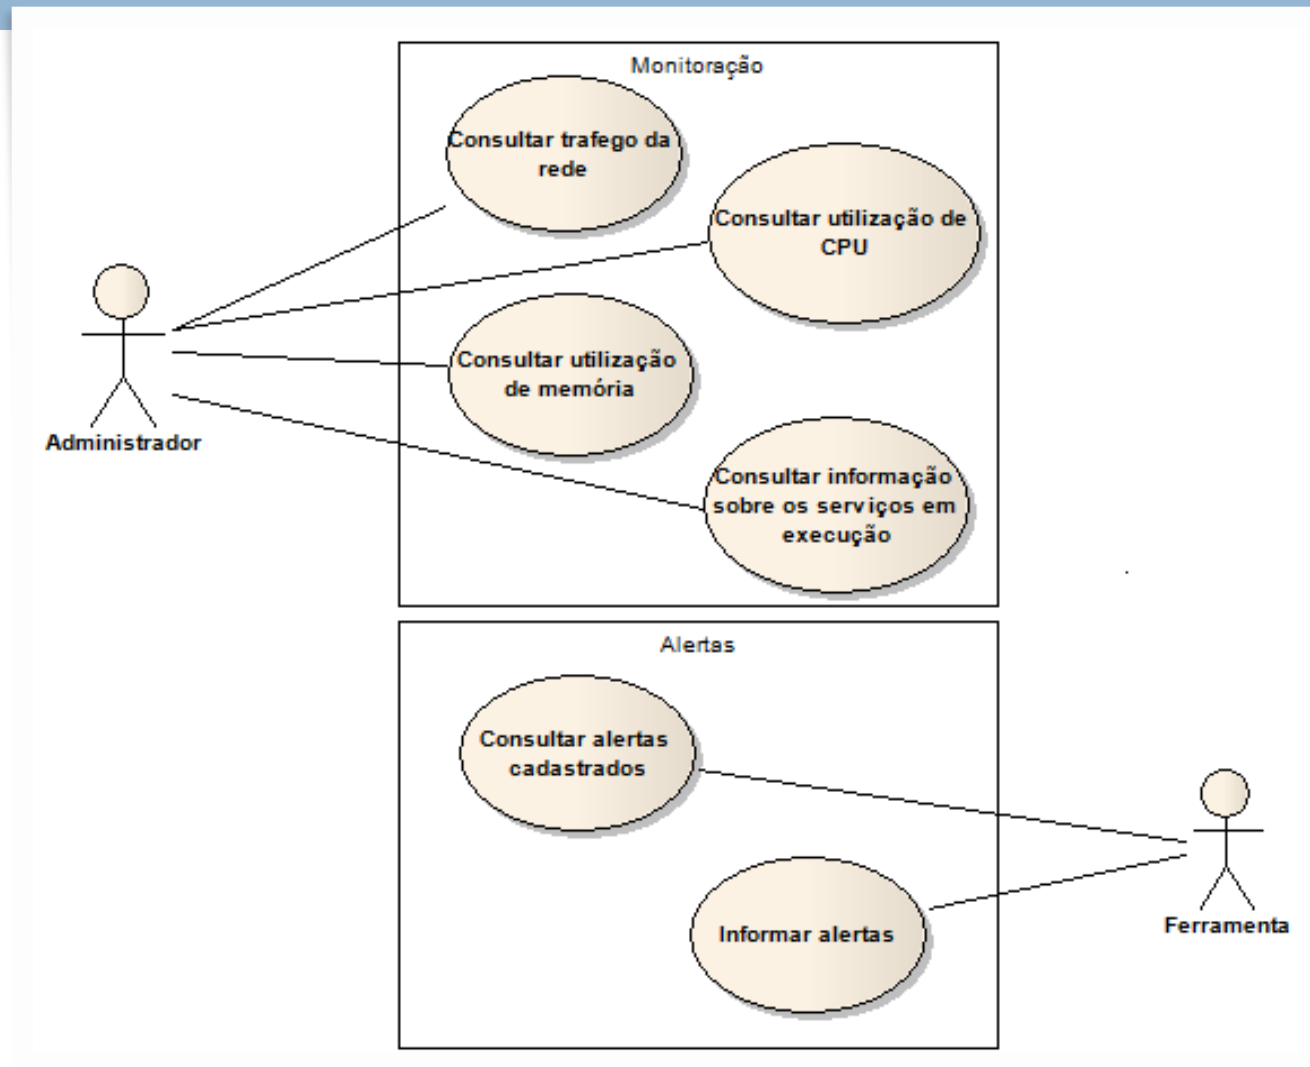 Monitoração
Consultar trafego da
rede
Consultar utilização de
CPU
Consultar utilização
de memória
Administrador
Consultar informação
sobre os serviços em
execução
Alertas
Consultar alertas
cadastrados
Informar alertas
Ferramenta